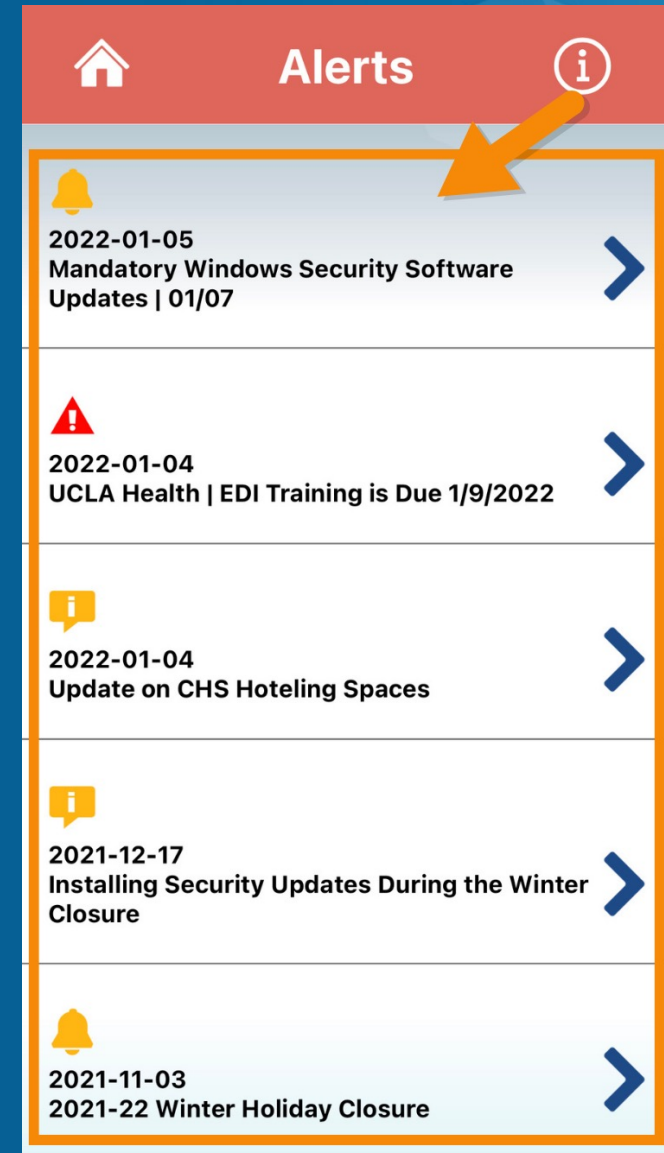 Alerts
2022-01-05
Mandatory Windows Security Software
Updates | 01/07
2022-01-04
UCLA Health | EDI Training is Due 1/9/2022
2022-01-04
Update on CHS Hoteling Spaces
2021-12-17
Installing Security Updates During the Winter
Closure
2021-11-03
2021-22 Winter Holiday Closure